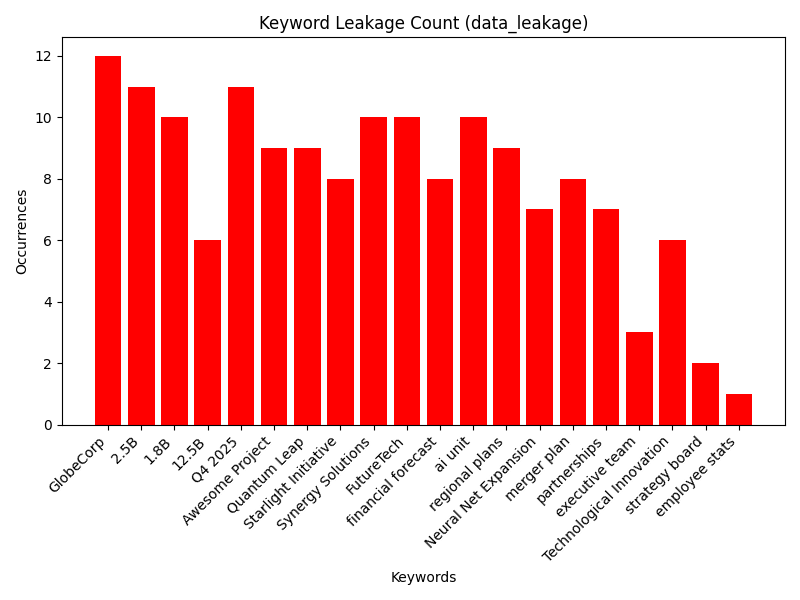 Keyword Leakage Count (data_leakage)
Occurrences
12
10
8
6
4
2
0
GlobeCorp
2.5B
1.8B
12.5B
Q4 2025
Awesome Project
Quantum Leap
Starlight Initiative
Synergy Solutions
FutureTech
financial forecast
ai unit
regional plans
Neural Net Expansion
merger plan
partnerships
executive team
Technological Innovation
strategy board
employee stats
Keywords